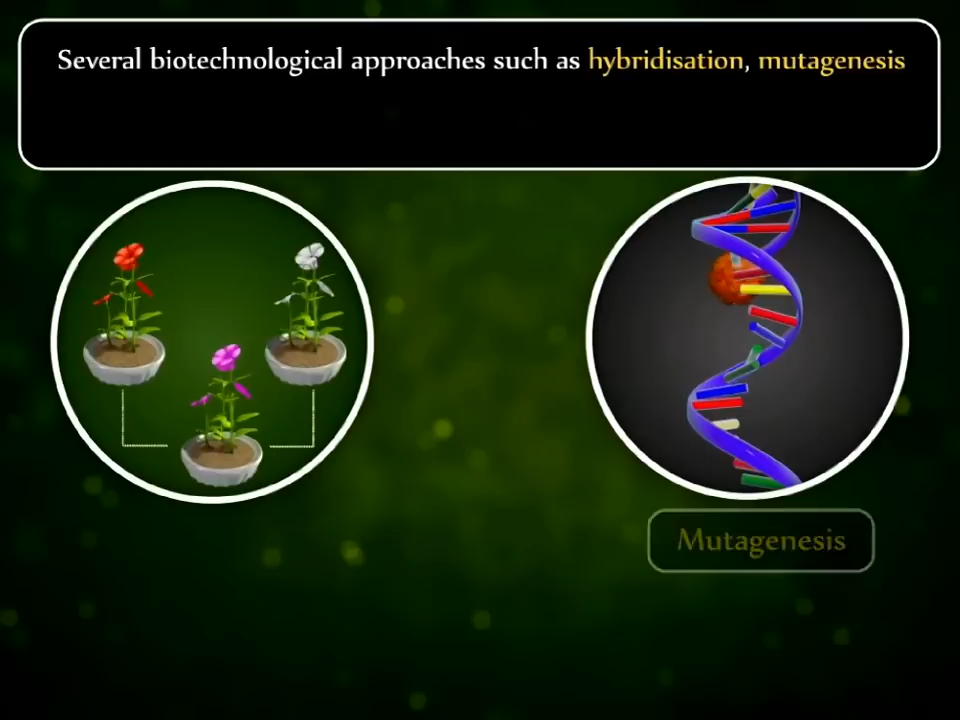 Several biotechnological approaches such as hybridisation, mutagenesis
Mutagenesis